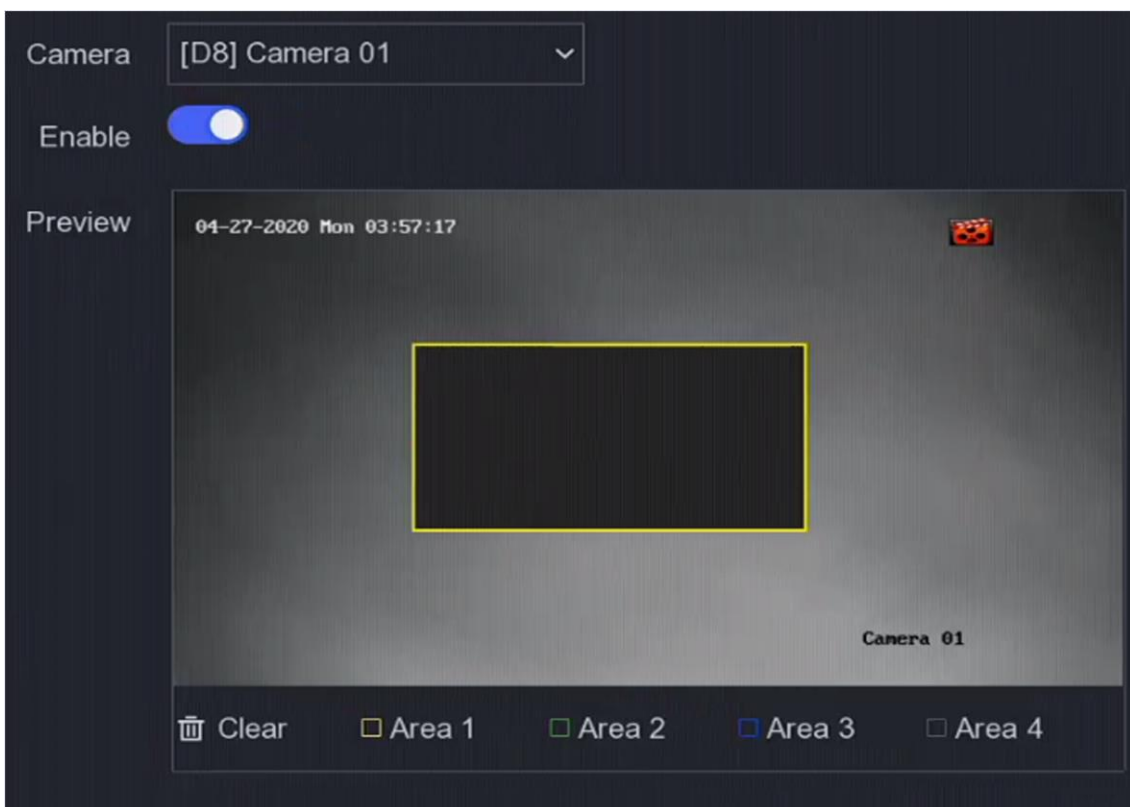 Camera [D8] Camera 01
Enable
Preview
04-27-2020 Mon 03:57:17
Camera 01
Clear Area 1 Area 2 Area 3 Area 4